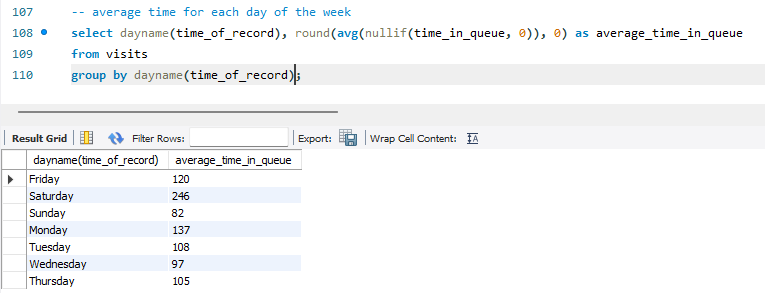 107 -- average time for each day of the week
108 select dayname(time_of_record), round(avg(nullif(time_in_queue, 0)), 0) as average_time_in_queue
109 from visits
110 group by dayname(time_of_record);
Result Grid Filter Rows: Export: Wrap Cell Content: IA
dayname(time_of_record) average_time_in_queue
Friday 120
Saturday 246
Sunday 82
Monday 137
Tuesday 108
Wednesday 97
Thursday 105